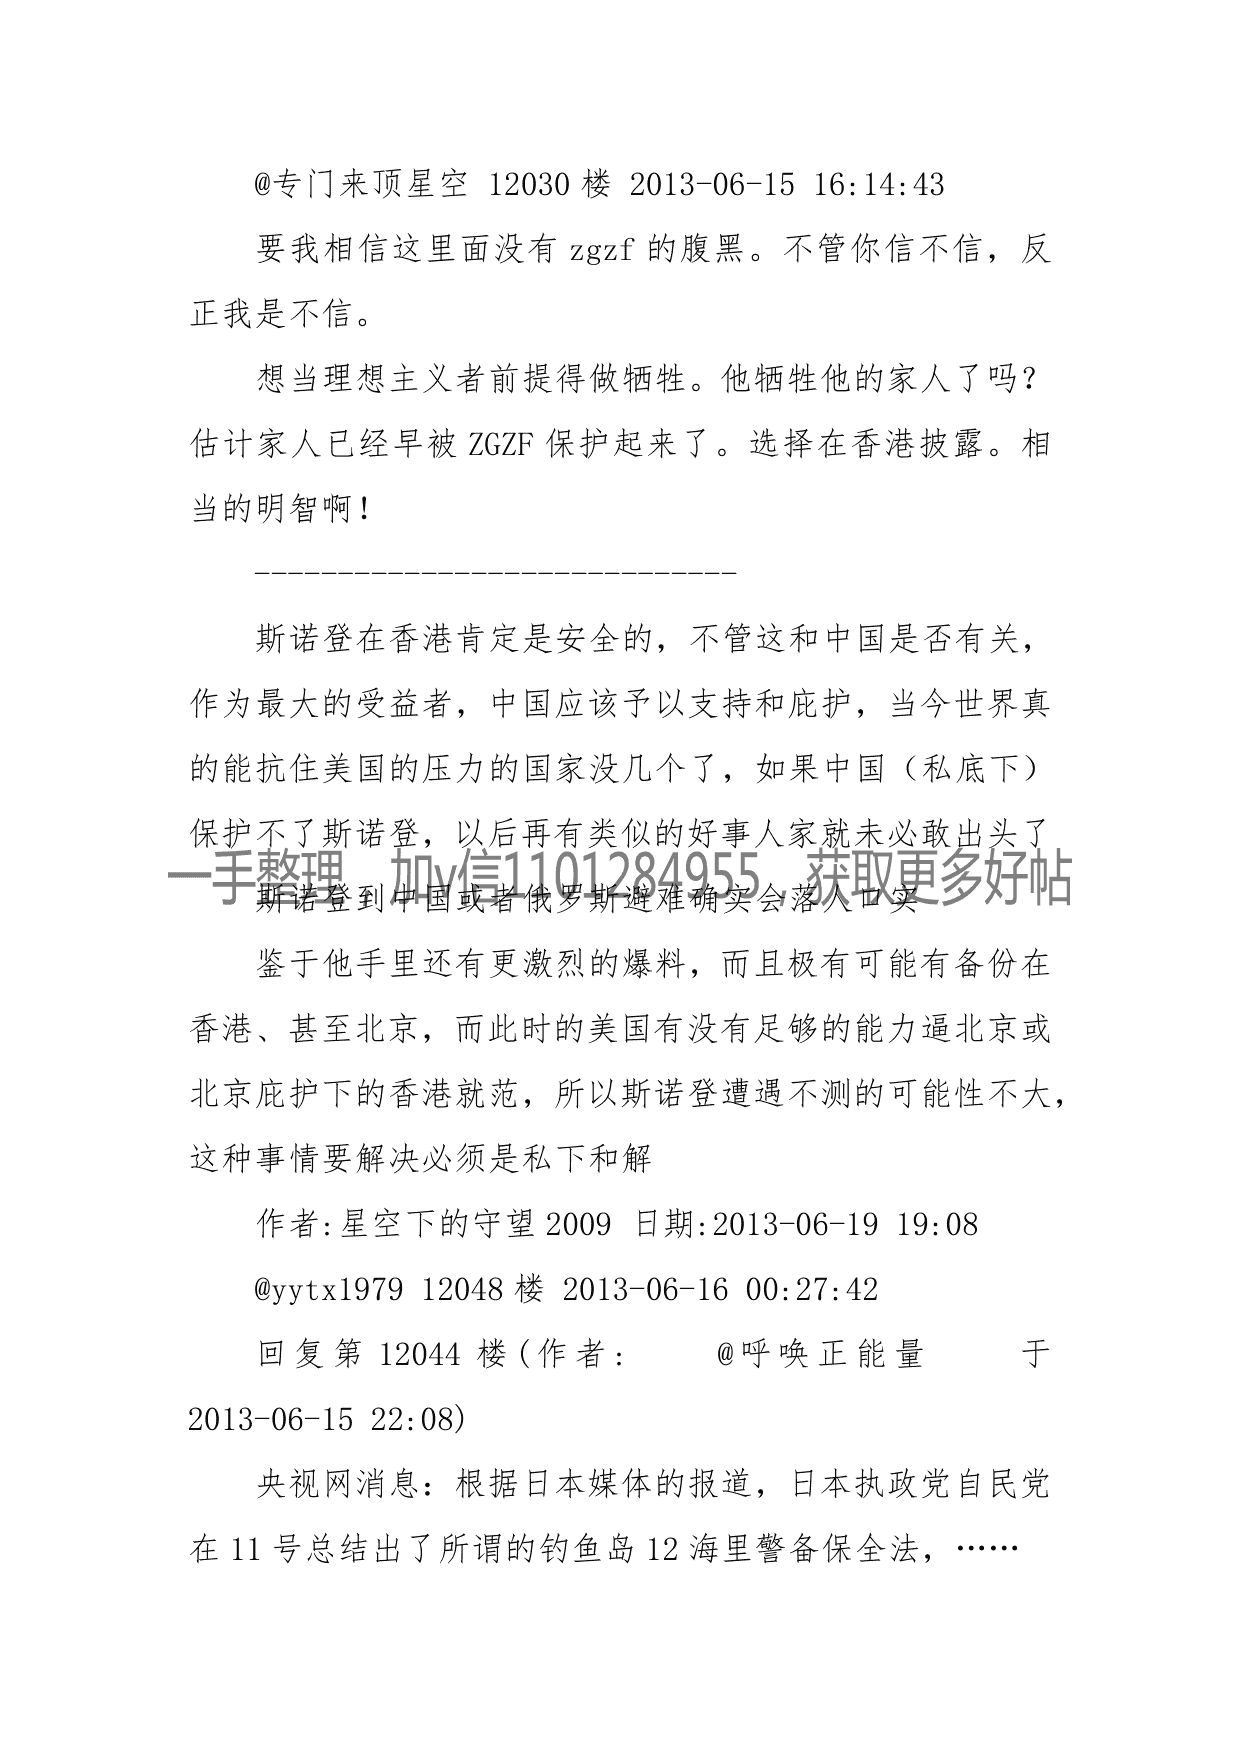 @专门来顶星空 12030 楼 2013-06-15 16:14:43
要我相信这里面没有 zgzf 的腹黑。不管你信不信，反
正我是不信。
想当理想主义者前提得做牺牲。他牺牲他的家人了吗？
估计家人已经早被 ZGZF 保护起来了。选择在香港披露。相
当的明智啊！
-----------------------------
斯诺登在香港肯定是安全的，不管这和中国是否有关，
作为最大的受益者，中国应该予以支持和庇护，当今世界真
的能抗住美国的压力的国家没几个了，如果中国（私底下）
保护不了斯诺登，以后再有类似的好事人家就未必敢出头了
一手整理，加v信1101284955，获取更多好帖
斯诺登到中国或者俄罗斯避难确实会落人口实
鉴于他手里还有更激烈的爆料，而且极有可能有备份在
香港、甚至北京，而此时的美国有没有足够的能力逼北京或
北京庇护下的香港就范，所以斯诺登遭遇不测的可能性不大，
这种事情要解决必须是私下和解
作者:星空下的守望 2009 日期:2013-06-19 19:08
@yytx1979 12048 楼 2013-06-16 00:27:42
回复第 12044 楼(作者: @呼唤正能量 于
2013-06-15 22:08)
央视网消息：根据日本媒体的报道，日本执政党自民党
在 11 号总结出了所谓的钓鱼岛 12 海里警备保全法，……